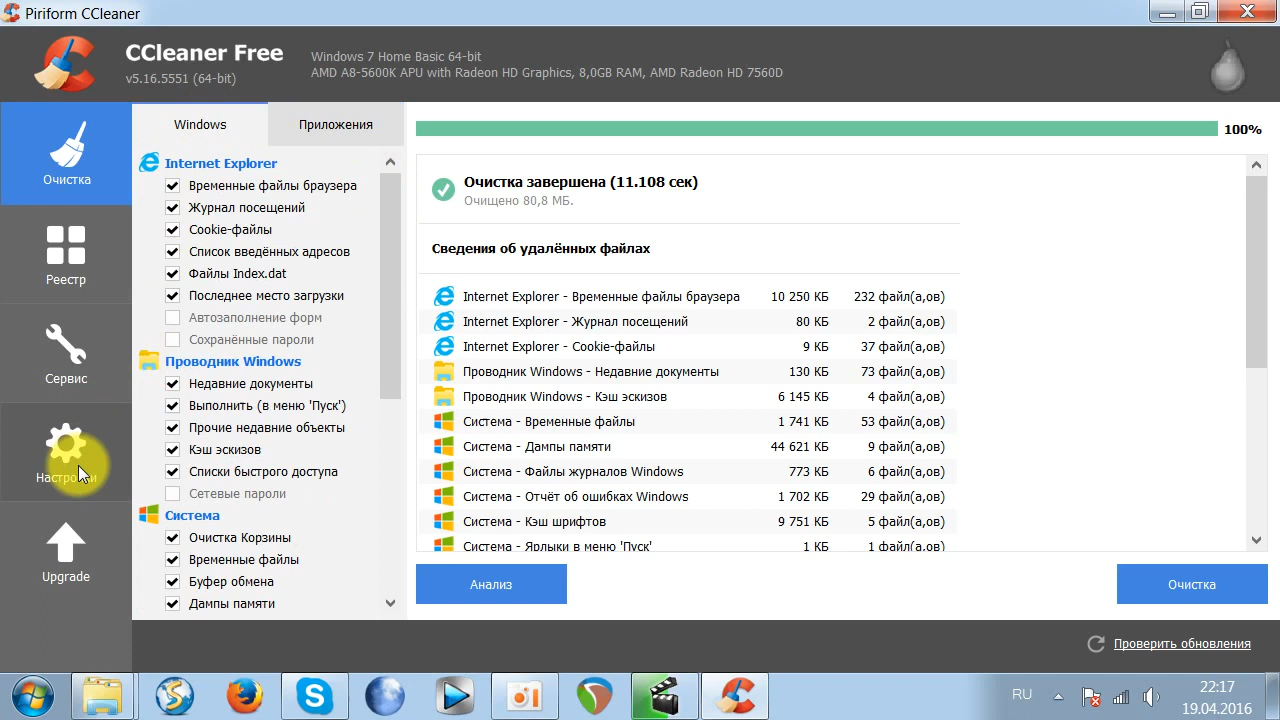 Piriform CCleaner
CCleaner Free
v5.16.5551 (64-bit)
Windows 7 Home Basic 64-bit
AMD A8-5600K APU with Radeon HD Graphics, 8,0GB RAM, AMD Radeon HD 7560D
Очистка
Реестр
Сервис
Настройки
Upgrade
Windows
Приложения
Internet Explorer
Временные файлы браузера
Журнал посещений
Cookie-файлы
Список введённых адресов
Файлы Index.dat
Последнее место загрузки
Автозаполнение форм
Сохранённые пароли
Проводник Windows
Недавние документы
Выполнить (в меню 'Пуск')
Прочие недавние объекты
Кэш эскизов
Списки быстрого доступа
Сетевые пароли
Система
Очистка Корзины
Временные файлы
Буфер обмена
Дампы памяти
100%
Очистка завершена (11.108 сек)
Очищено 80,8 МБ.
Сведения об удалённых файлах
Internet Explorer - Временные файлы браузера 10 250 КБ 232 файл(а,ов)
Internet Explorer - Журнал посещений 80 КБ 2 файл(а,ов)
Internet Explorer - Cookie-файлы 9 КБ 37 файл(а,ов)
Проводник Windows - Недавние документы 130 КБ 73 файл(а,ов)
Проводник Windows - Кэш эскизов 6 145 КБ 4 файл(а,ов)
Система - Временные файлы 1 741 КБ 53 файл(а,ов)
Система - Дампы памяти 44 621 КБ 9 файл(а,ов)
Система - Файлы журналов Windows 773 КБ 6 файл(а,ов)
Система - Отчёт об ошибках Windows 1 702 КБ 29 файл(а,ов)
Система - Кэш шрифтов 9 751 КБ 5 файл(а,ов)
Система - Ярлыки в меню 'Пуск' 1 КБ 1 файл(а,ов)
Анализ
Очистка
Проверить обновления
RU
22:17
19.04.2016